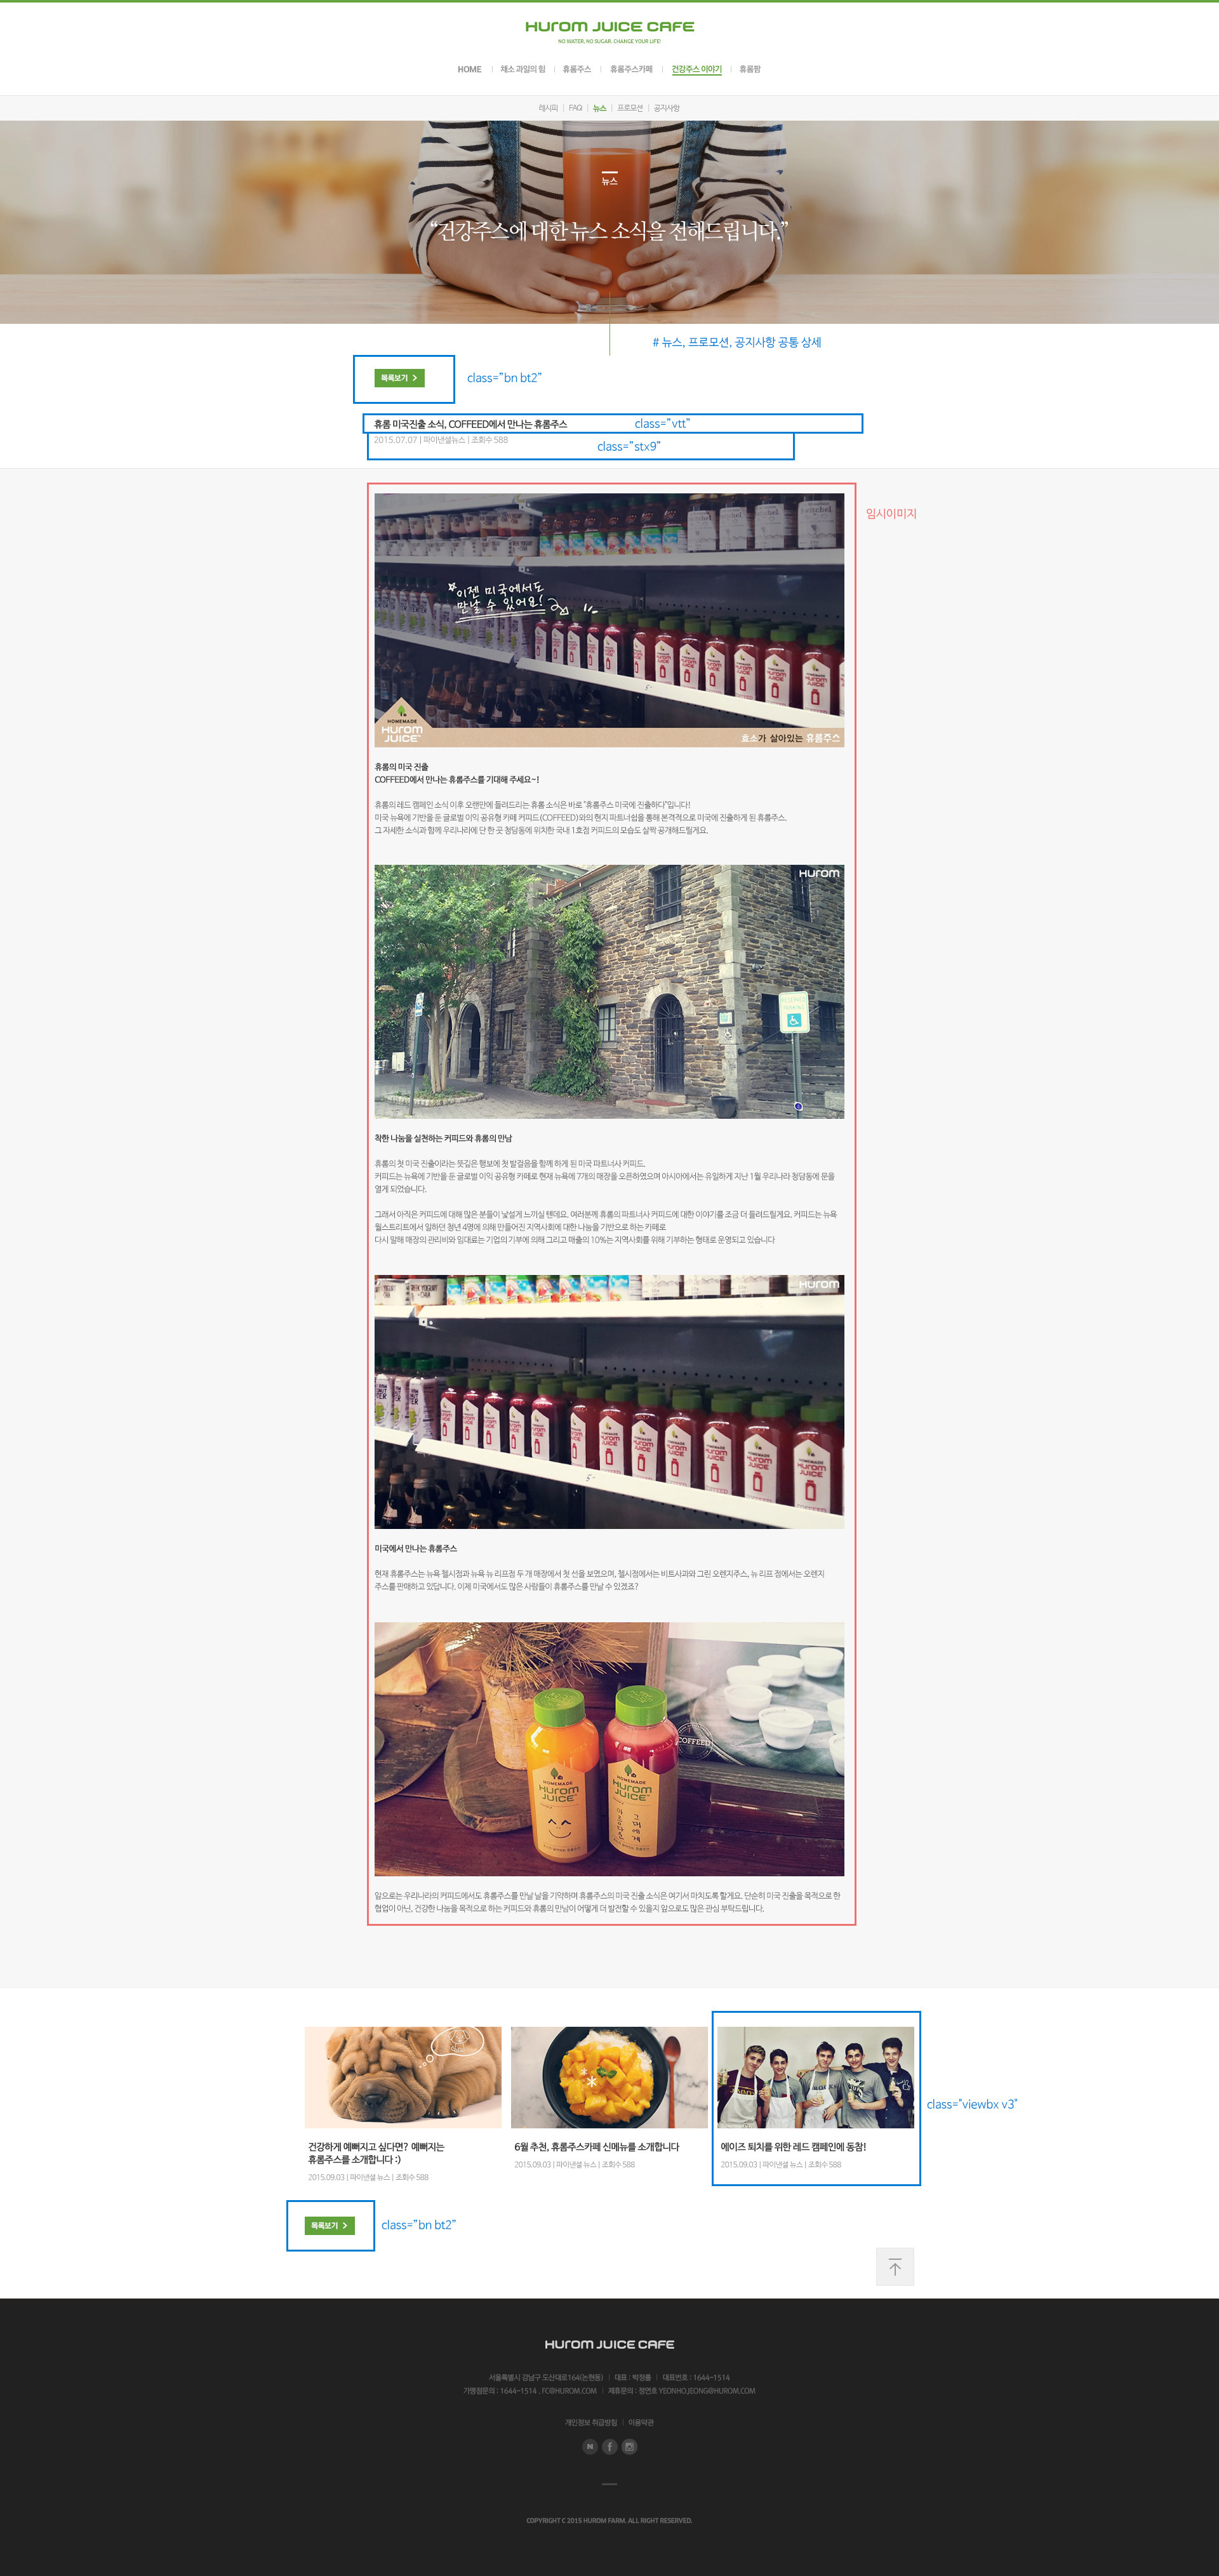 HUROM JUICE CAFE
NO WATER, NO SUGAR. CHANGE YOUR LIFE!
HOME | 채소 과일의 힘 | 휴롬주스 | 휴롬주스카페 | 건강주스 이야기 | 휴롬팜
레시피 | FAQ | 뉴스 | 프로모션 | 공지사항
뉴스
“건강주스에 대한 뉴스 소식을 전해드립니다.”
# 뉴스, 프로모션, 공지사항 공통 상세
목록보기 >
class="bn bt2"
휴롬 미국진출 소식, COFFEED에서 만나는 휴롬주스
class="vtt"
2015.07.07 | 파이낸셜뉴스 | 조회수 588
class="stx9"
임시이미지
이젠 미국에서도
만날 수 있어요!
HOMEMADE
HUROM
JUICE
효소가 살아있는 휴롬주스
휴롬의 미국 진출
COFFEED에서 만나는 휴롬주스를 기대해 주세요~!
휴롬의 레드 캠페인 소식 이후 오랜만에 들려드리는 휴롬 소식은 바로 "휴롬주스 미국에 진출하다"입니다!
미국 뉴욕에 기반을 둔 글로벌 이익 공유형 카페 커피드(COFFEED)와의 현지 파트너쉽을 통해 본격적으로 미국에 진출하게 된 휴롬주스.
그 자세한 소식과 함께 우리나라에 단 한 곳 청담동에 위치한 국내 1호점 커피드의 모습도 살짝 공개해드릴게요.
HUROM
착한 나눔을 실천하는 커피드와 휴롬의 만남
휴롬의 첫 미국 진출이라는 뜻깊은 행보에 첫 발걸음을 함께 하게 된 미국 파트너사 커피드.
커피드는 뉴욕에 기반을 둔 글로벌 이익 공유형 카페로 현재 뉴욕에 7개의 매장을 오픈하였으며 아시아에서는 유일하게 지난 1월 우리나라 청담동에 문을
열게 되었습니다.
그래서 아직은 커피드에 대해 많은 분들이 낯설게 느끼실 텐데요. 여러분께 휴롬의 파트너사 커피드에 대한 이야기를 조금 더 들려드릴게요. 커피드는 뉴욕
월스트리트에서 일하던 청년 4명에 의해 만들어진 지역사회에 대한 나눔을 기반으로 하는 카페로
다시 말해 매장의 관리비와 임대료는 기업의 기부에 의해 그리고 매출의 10%는 지역사회를 위해 기부하는 형태로 운영되고 있습니다
HUROM
미국에서 만나는 휴롬주스
현재 휴롬주스는 뉴욕 첼시점과 뉴욕 뉴 리프점 두 개 매장에서 첫 선을 보였으며, 첼시점에서는 비트사과와 그린 오렌지주스, 뉴 리프 점에서는 오렌지
주스를 판매하고 있답니다. 이제 미국에서도 많은 사람들이 휴롬주스를 만날 수 있겠죠?
COFFEED
HOMEMADE
HUROM
JUICE
HOMEMADE
HUROM
JUICE
앞으로는 우리나라의 커피드에서도 휴롬주스를 만날 날을 기약하며 휴롬주스의 미국 진출 소식은 여기서 마치도록 할게요. 단순히 미국 진출을 목적으로 한
협업이 아닌, 건강한 나눔을 목적으로 하는 커피드와 휴롬의 만남이 어떻게 더 발전할 수 있을지 앞으로도 많은 관심 부탁드립니다.
건강하게 예뻐지고 싶다면? 예뻐지는
휴롬주스를 소개합니다 :)
2015.09.03 | 파이낸셜 뉴스 | 조회수 588
6월 추천, 휴롬주스카페 신메뉴를 소개합니다
2015.09.03 | 파이낸셜 뉴스 | 조회수 588
에이즈 퇴치를 위한 레드 캠페인에 동참!
2015.09.03 | 파이낸셜 뉴스 | 조회수 588
class="viewbx v3"
목록보기 >
class="bn bt2"
HUROM JUICE CAFE
서울특별시 강남구 도산대로164(논현동) | 대표 : 박정률 | 대표번호 : 1644-1514
가맹점문의 : 1644-1514 , FC@HUROM.COM | 제휴문의 : 정연호 YEONHO.JEONG@HUROM.COM
개인정보 취급방침 | 이용약관
COPYRIGHT C 2015 HUROM FARM. ALL RIGHT RESERVED.